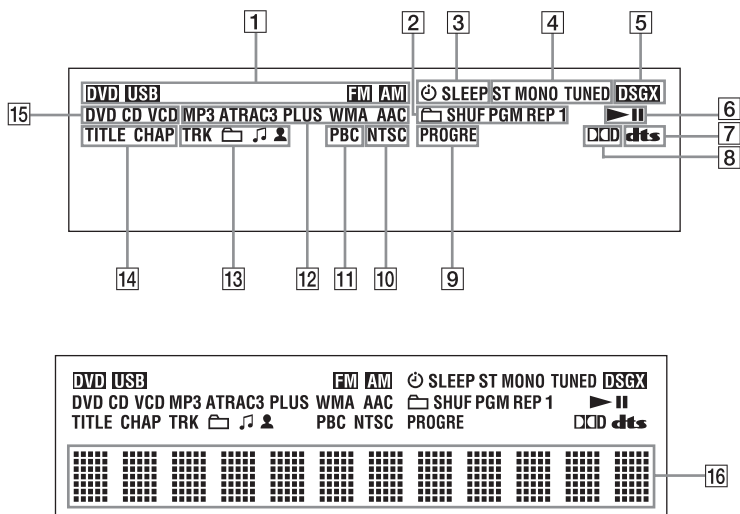 1 2 3 4 5
DVD USB FM AM SLEEP ST MONO TUNED DSGX
15 DVD CD VCD MP3 ATRAC3 PLUS WMA AAC SHUF PGM REP 1 6
TITLE CHAP TRK PBC NTSC PROGRE DD dts 7
8
14 13 12 11 10 9
DVD USB FM AM SLEEP ST MONO TUNED DSGX
DVD CD VCD MP3 ATRAC3 PLUS WMA AAC SHUF PGM REP 1
TITLE CHAP TRK PBC NTSC PROGRE DD dts
16